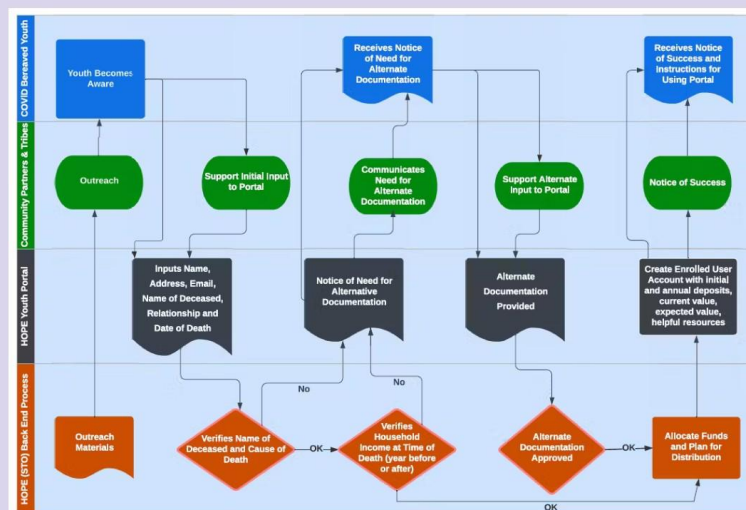 COVID Bereaved Youth
Youth Becomes
Aware
Receives Notice
of Need for
Alternate
Documentation
Receives Notice
of Success and
Instructions for
Using Portal
Community Partners & Tribes
Outreach
Support Initial Input
to Portal
Communicates
Need for
Alternate
Documentation
Support Alternate
Input to Portal
Notice of Success
HOPE Youth Portal
Inputs Name,
Address, Email,
Name of Deceased,
Relationship and
Date of Death
Notice of Need for
Alternative
Documentation
Alternate
Documentation
Provided
Create Enrolled User
Account with initial
and annual deposits,
current value,
expected value,
helpful resources
HOPE (STO) Back End Process
Outreach
Materials
No
No
Verifies Name of
Deceased and Cause of
Death
OK
Verifies
Household
Income at Time of
Death (year before
or after)
Alternate
Documentation
Approved
OK
Allocate Funds
and Plan for
Distribution
OK